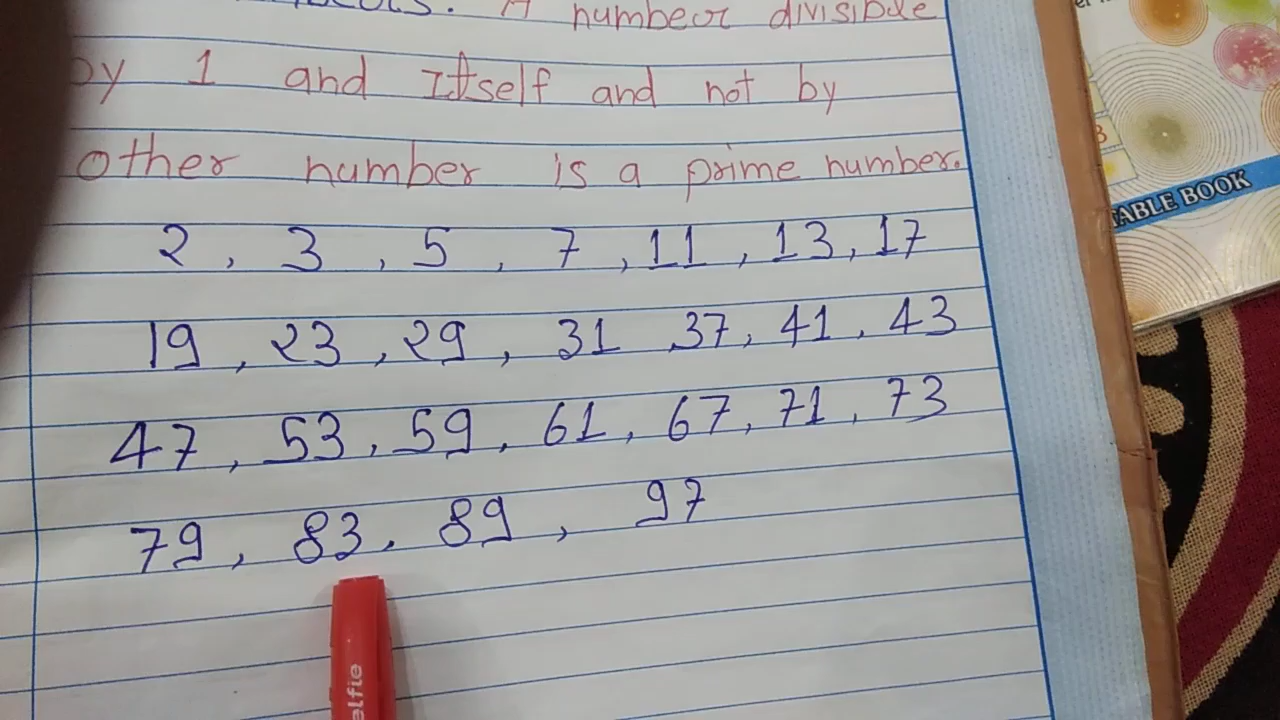 A number divisible
by 1 and Itself and not by
other number is a prime number.
2, 3, 5, 7, 11, 13, 17
19, 23, 29, 31 37, 41, 43
47, 53, 59, 61, 67, 71, 73
79, 83, 89, 97
TABLE BOOK
elfie